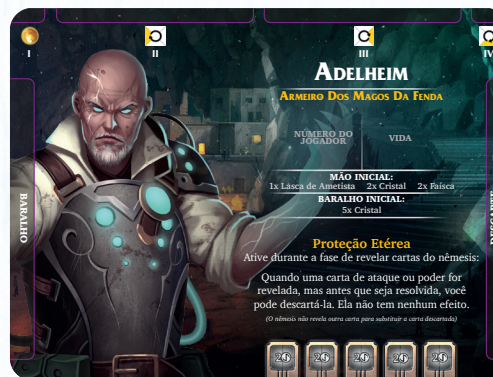 I
II
III
IV
ADELHEIM
ARMEIRO DOS MAGOS DA FENDA
NÚMERO DO
JOGADOR
VIDA
MÃO INICIAL:
1x Lasca de Ametista 2x Cristal 2x Faísca
BARALHO INICIAL:
5x Cristal
BARALHO
Proteção Etérea
Ative durante a fase de revelar cartas do nêmesis:
Quando uma carta de ataque ou poder for
revelada, mas antes que seja resolvida, você
pode descartá-la. Ela não tem nenhum efeito.
(O nêmesis não revela outra carta para substituir a carta descartada)